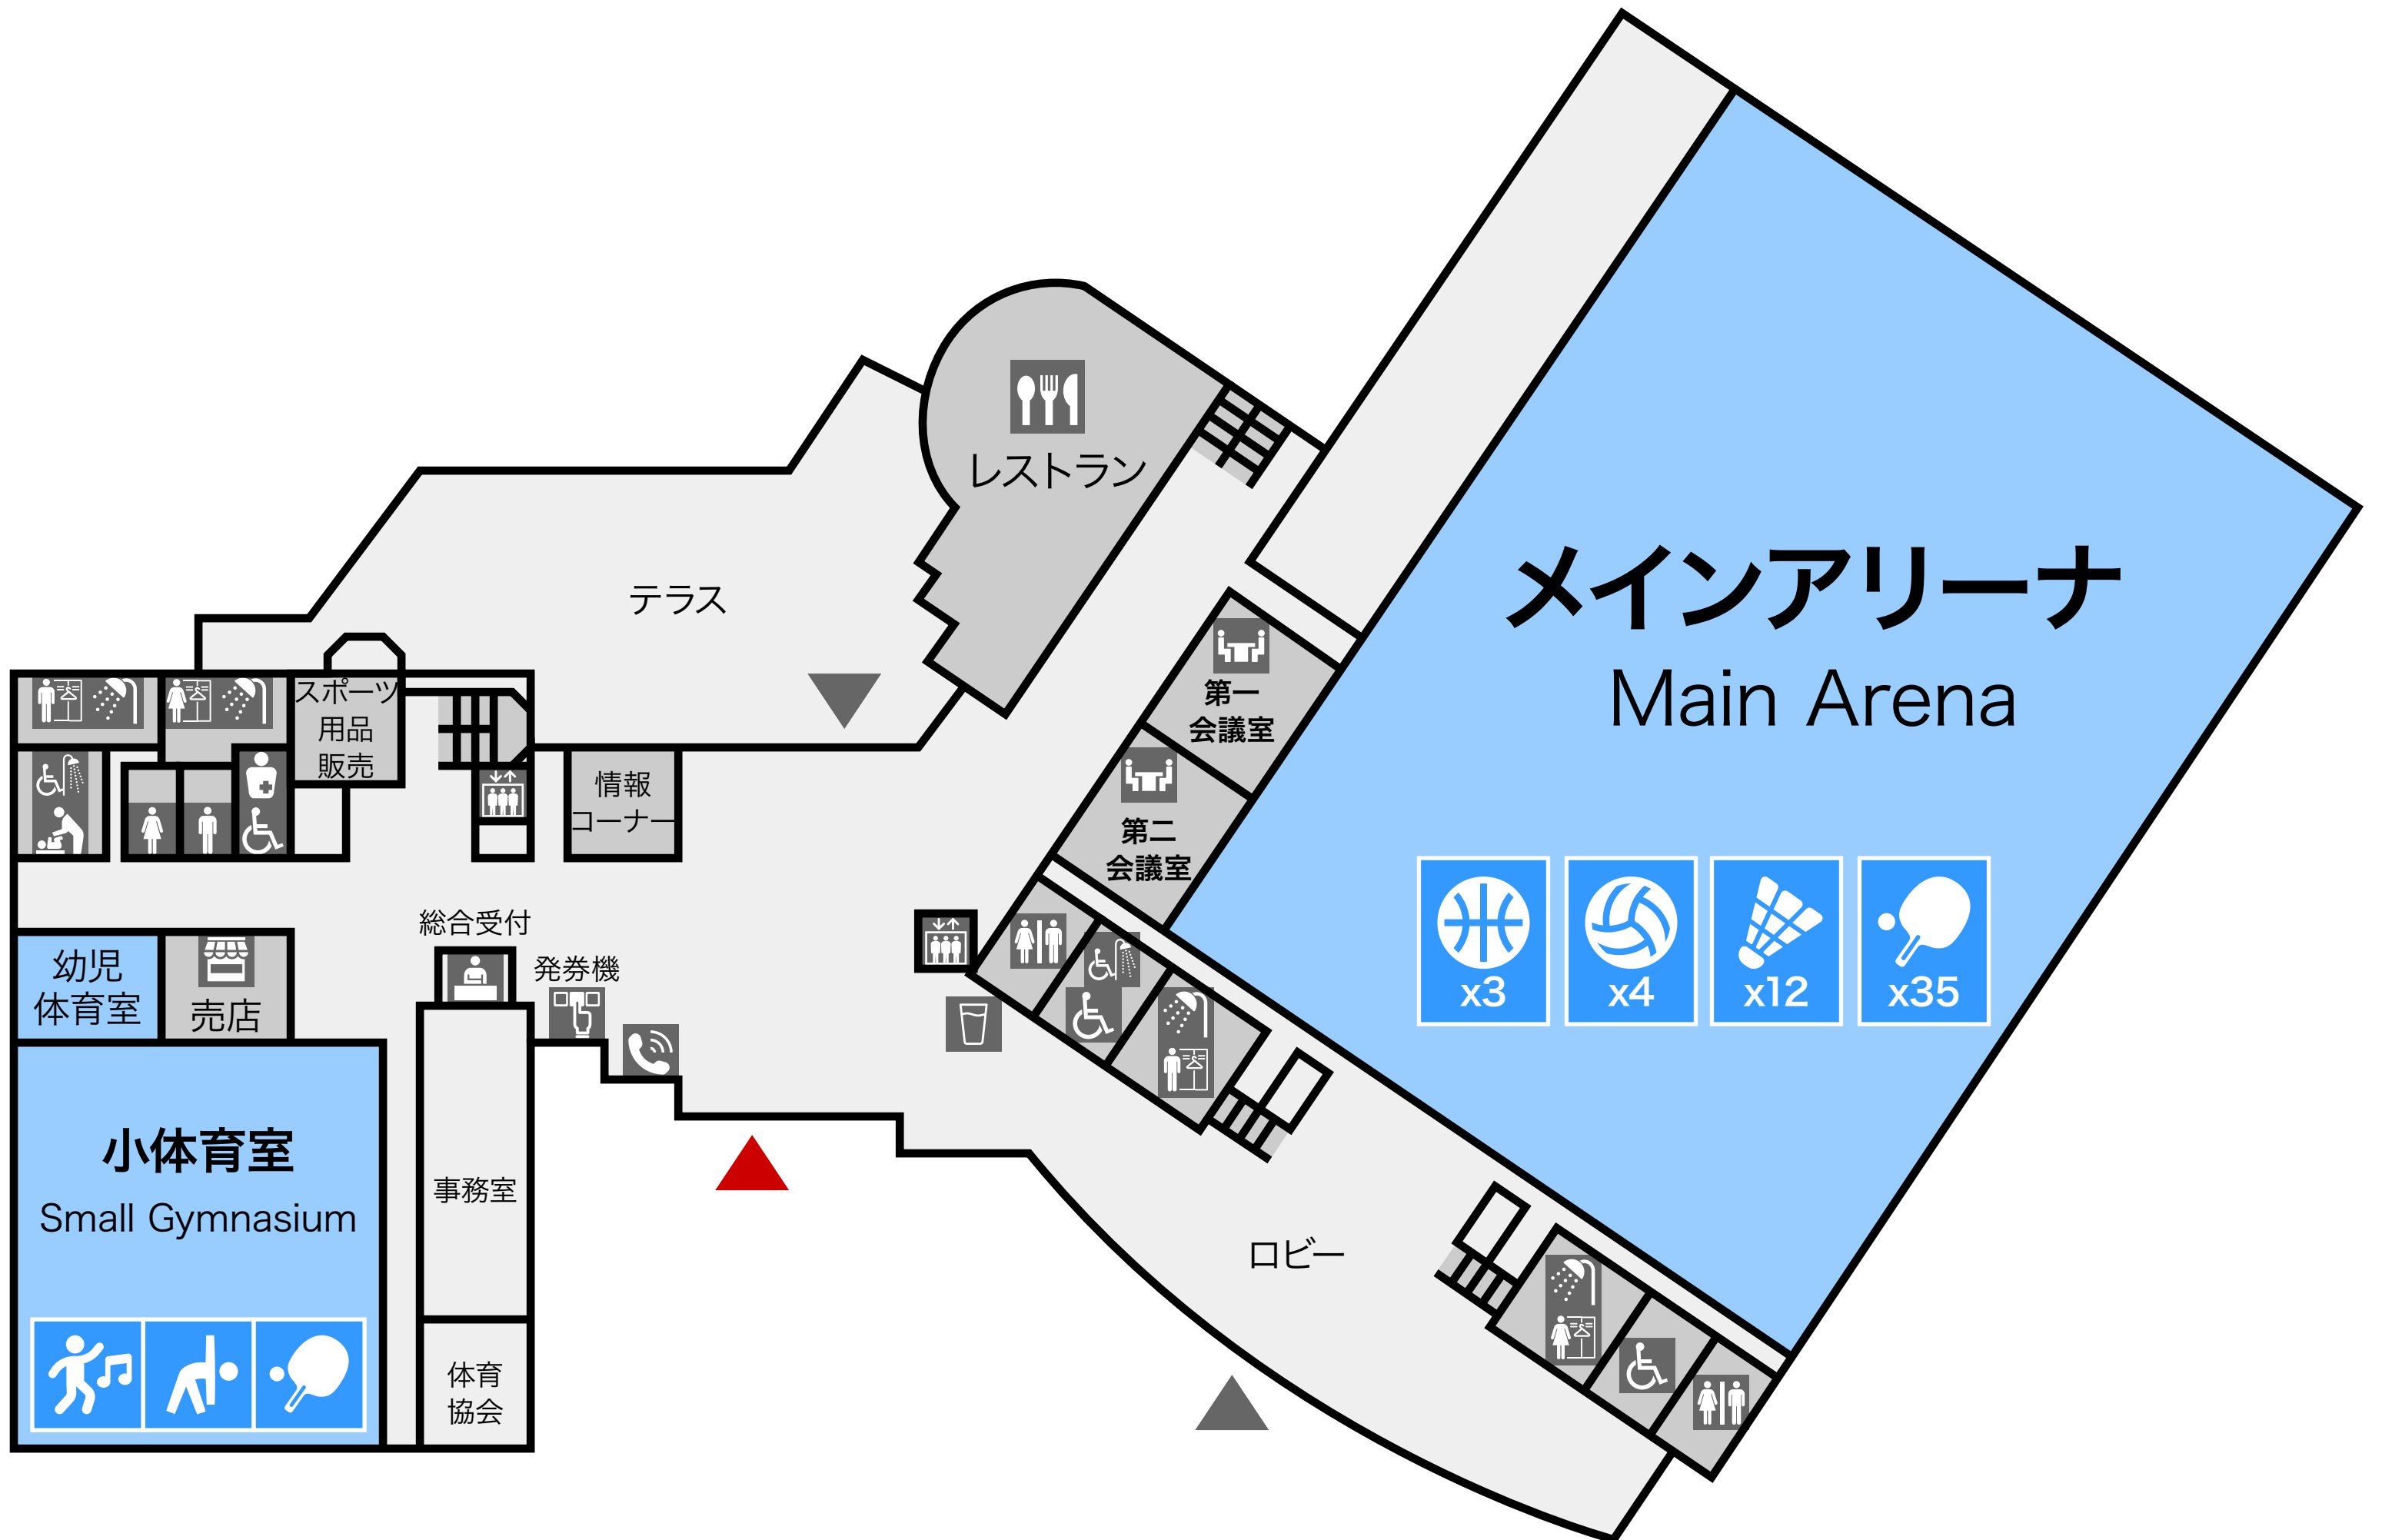 レストラン
メインアリーナ
Main Arena
テラス
スポーツ
用品
販売
第一
会議室
情報
コーナー
第二
会議室
総合受付
発券機
幼児
体育室
売店
x3
x4
x12
x35
小体育室
Small Gymnasium
事務室
ロビー
体育
協会